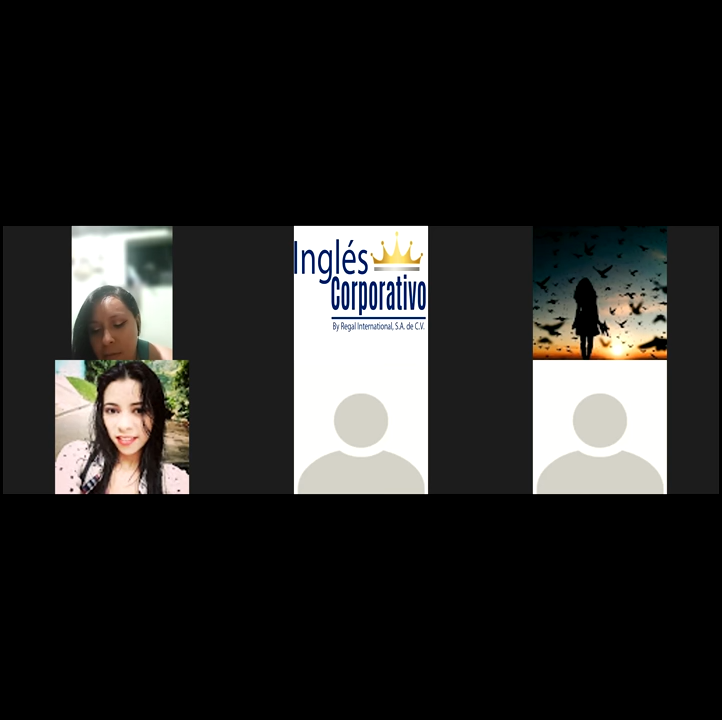 Inglés
Corporativo
By Regal International, S.A. de C.V.